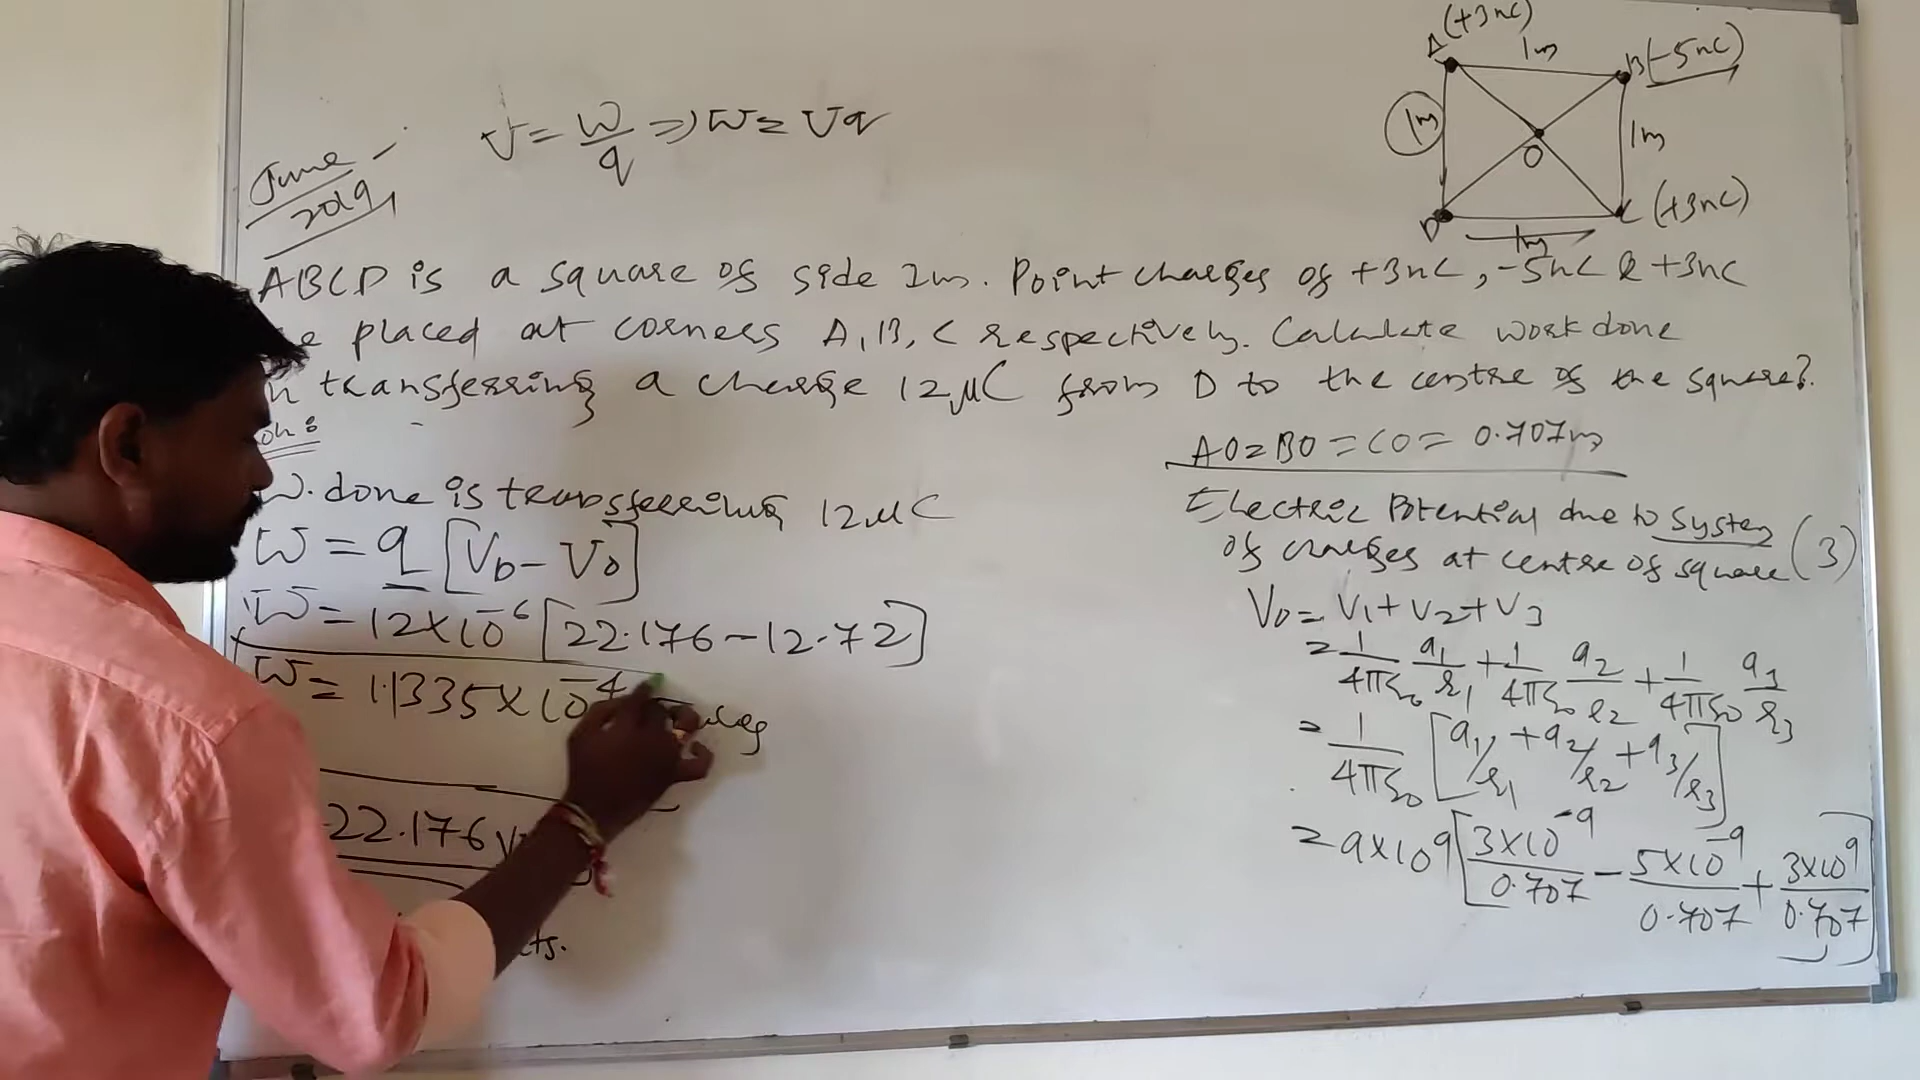 A (+3nC)
1m
B (-5nC)
1m
1m
O
D
C (+3nC)
1m
June
2019
V = W/q => W = Vq
ABCD is a square of side 1m. Point charges of +3nC, -5nC & +3nC
placed at corners A, B, C respectively. Calculate work done
transferring a charge 12μC from D to the centre of the square?
AO = BO = CO = 0.707m
W. done is transferring 12μC
W = q [VD - VO]
W = 12×10^-6 [22.176 - 12.72]
W = 1.1335×10^-4
22.176
Electric Potential due to system
of charges at centre of square (3)
VO = V1 + V2 + V3
= 1/4πε0 q1/r1 + 1/4πε0 q2/r2 + 1/4πε0 q3/r3
= 1/4πε0 [q1/r1 + q2/r2 + q3/r3]
= 9×10^9 [3×10^-9/0.707 - 5×10^-9/0.707 + 3×10^9/0.707]